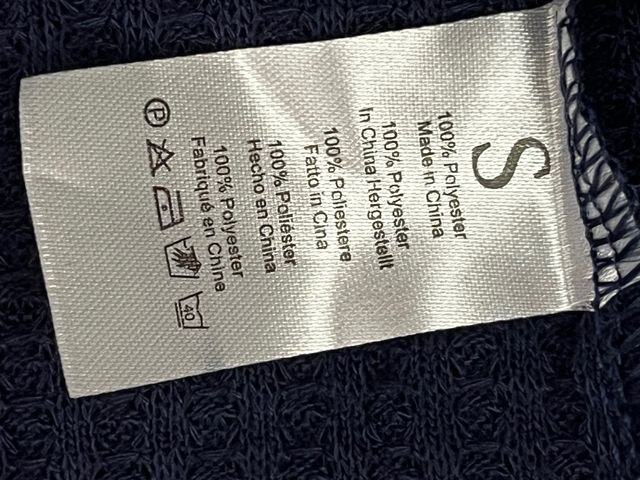 S
100% Polyester
Made in China
100% Polyester
In China Hergestellt
100% Poliestere
Fatto in Cina
100% Poliéster
Hecho en China
100% Polyester
Fabriqué en Chine
P
40